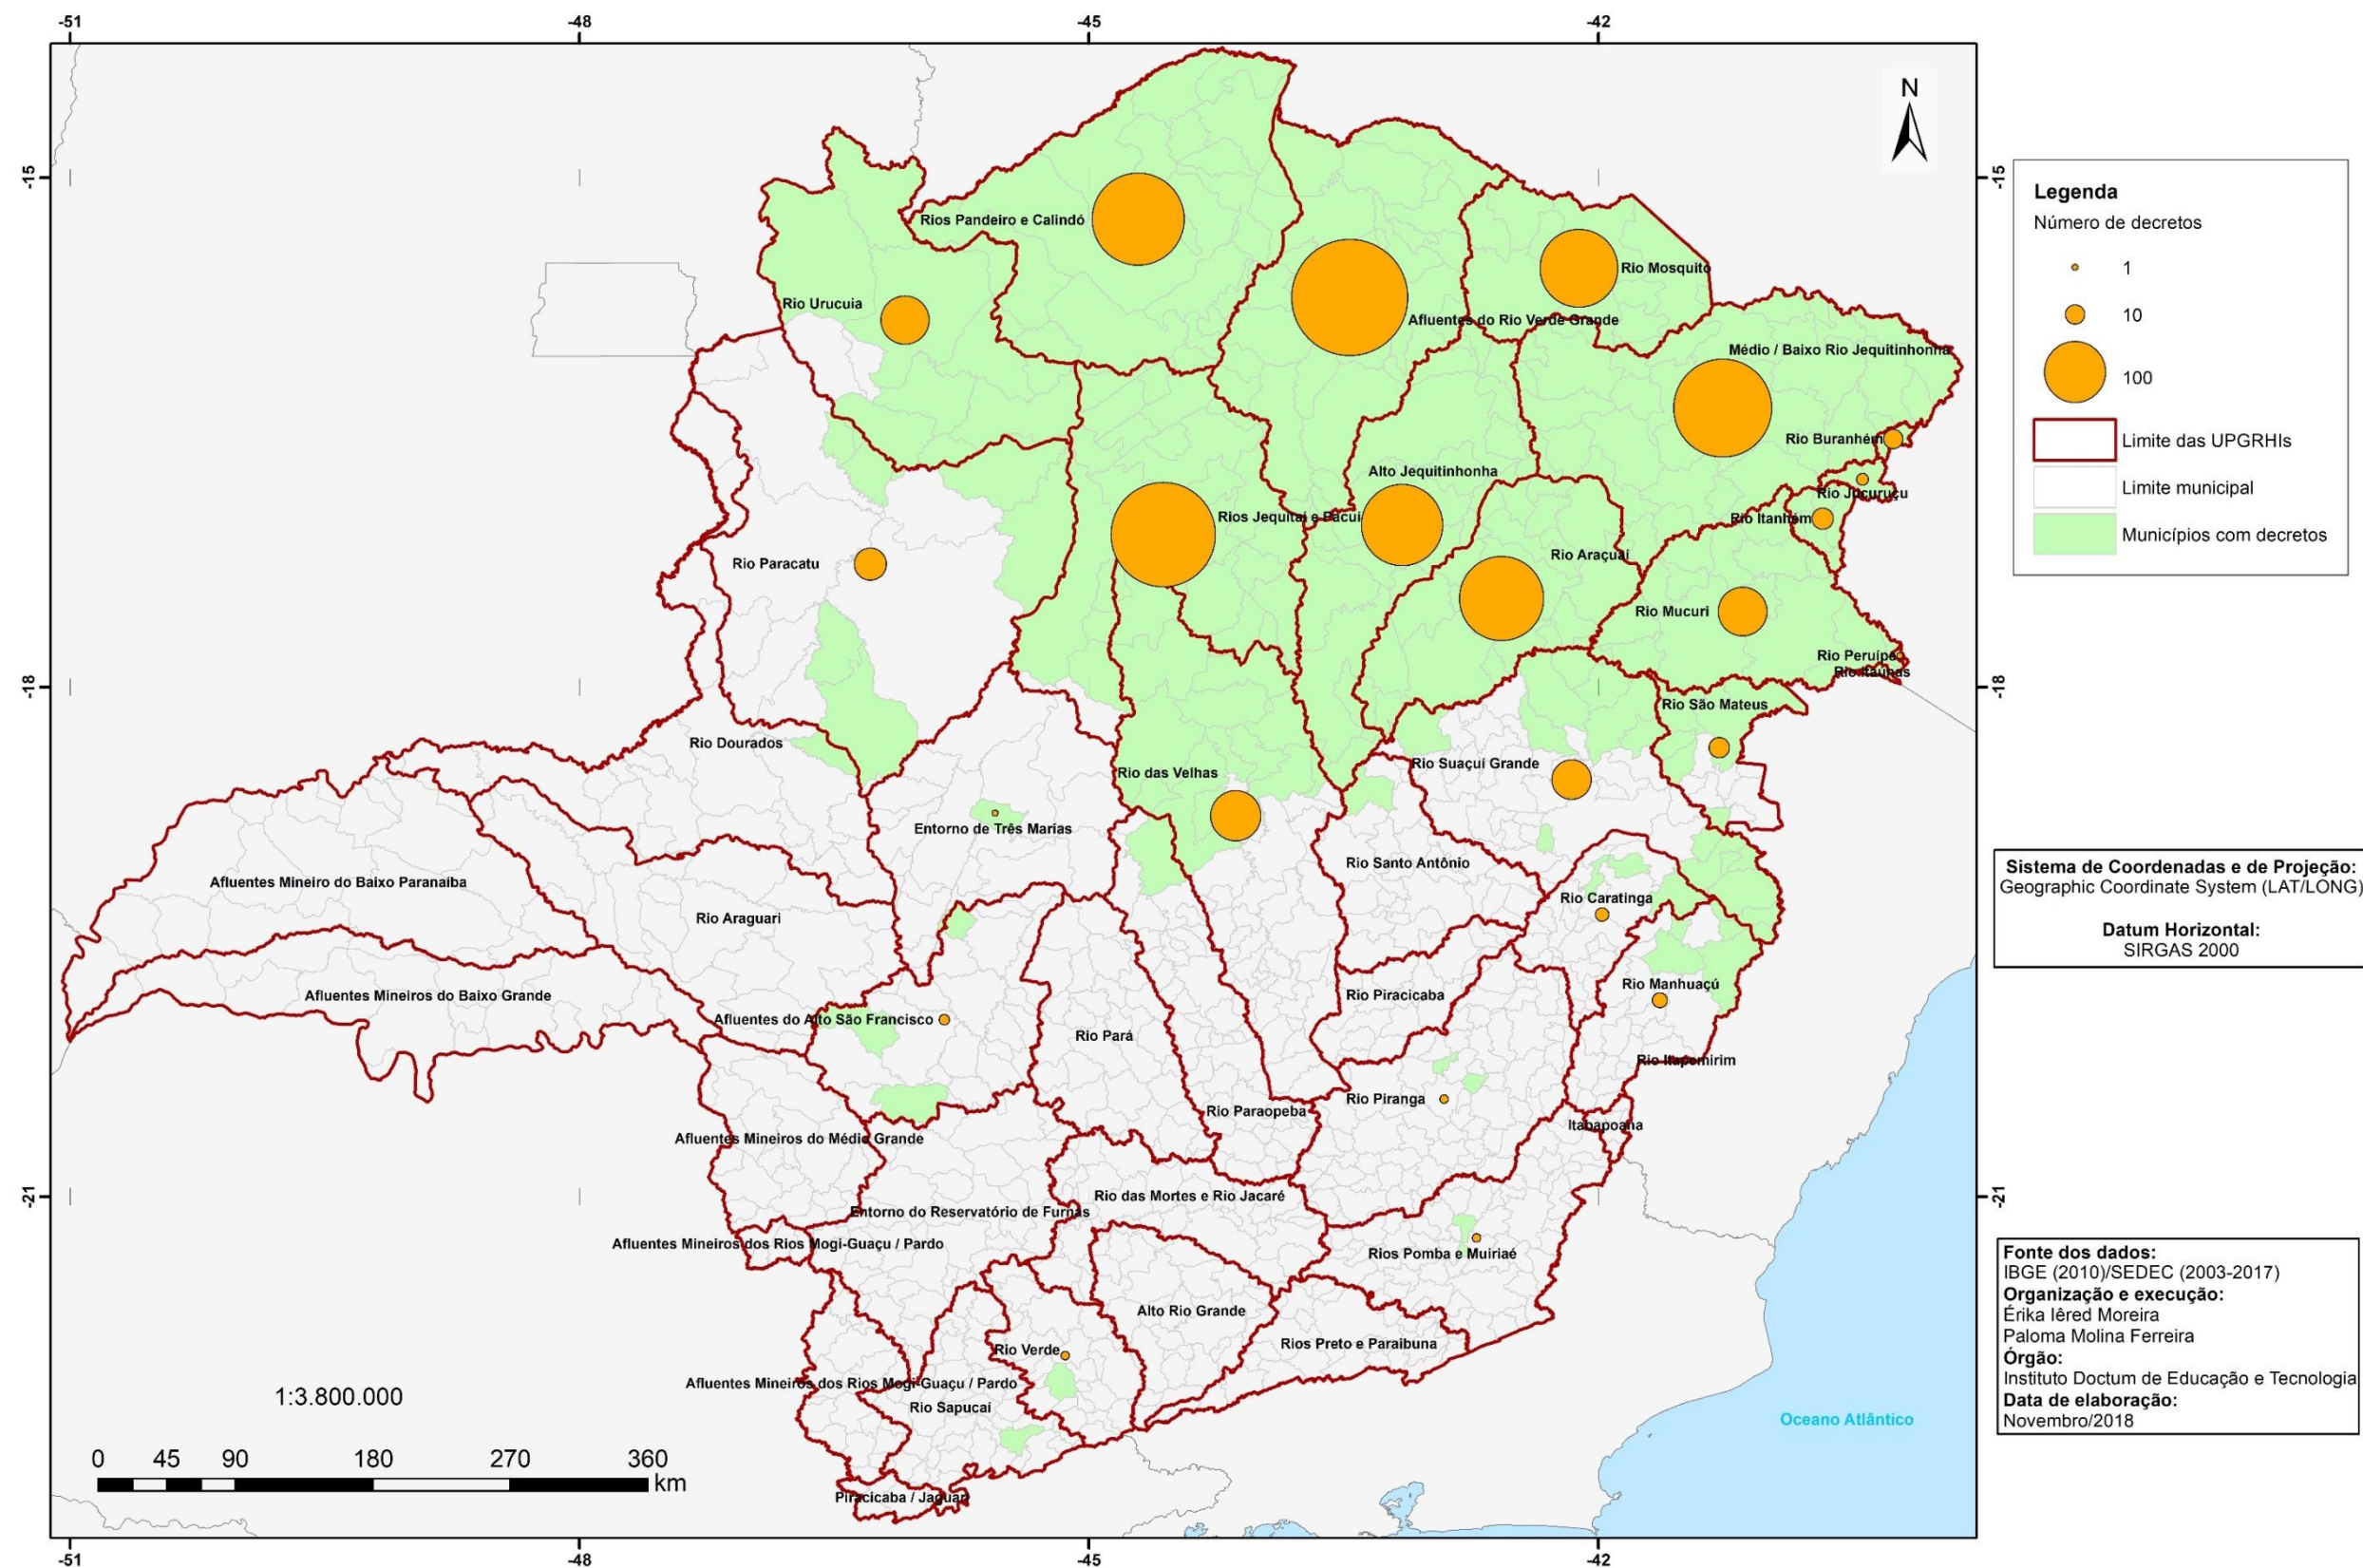 -51
-48
-45
-42
N
-15
-15
Legenda
Número de decretos
1
10
100
Limite das UPGRHIs
Limite municipal
Municípios com decretos
Rios Pandeiro e Calindó
Rio Mosquito
Rio Urucuia
Afluentes do Rio Verde Grande
Médio / Baixo Rio Jequitinhonha
Rio Buranhém
Alto Jequitinhonha
Rio Jucuruçu
Rios Jequitaí e Pacuí
Rio Itanhém
Rio Araçuaí
Rio Paracatu
Rio Mucuri
Rio Peruípe
Rio Itaúnas
-18
-18
Rio São Mateus
Rio Dourados
Rio Suaçuí Grande
Rio das Velhas
Entorno de Três Marias
Rio Santo Antônio
Afluentes Mineiro do Baixo Paranaíba
Rio Caratinga
Rio Araguari
Sistema de Coordenadas e de Projeção:
Geographic Coordinate System (LAT/LONG)
Datum Horizontal:
SIRGAS 2000
Rio Manhuaçú
Afluentes Mineiros do Baixo Grande
Rio Piracicaba
Afluentes do Alto São Francisco
Rio Pará
Rio Itapemirim
Rio Piranga
Rio Paraopeba
Itabapoana
Afluentes Mineiros do Médio Grande
-21
-21
Rio das Mortes e Rio Jacaré
Entorno do Reservatório de Furnas
Afluentes Mineiros dos Rios Mogi-Guaçu / Pardo
Rios Pomba e Muiriaé
Alto Rio Grande
Rios Preto e Paraibuna
Rio Verde
Afluentes Mineiros dos Rios Mogi-Guaçu / Pardo
Rio Sapucaí
Piracicaba / Jaguari
Oceano Atlântico
Fonte dos dados:
IBGE (2010)/SEDEC (2003-2017)
Organização e execução:
Érika Iêred Moreira
Paloma Molina Ferreira
Órgão:
Instituto Doctum de Educação e Tecnologia
Data de elaboração:
Novembro/2018
1:3.800.000
0 45 90 180 270 360
km
-51
-48
-45
-42